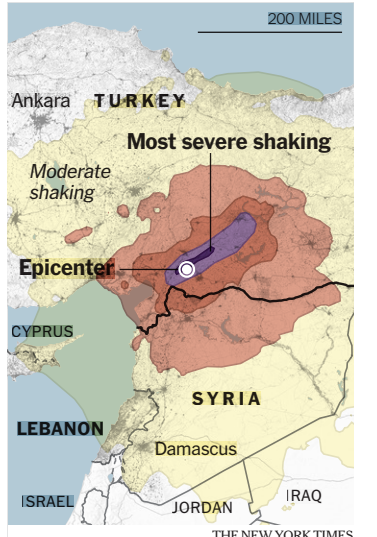 200 MILES
Ankara
TURKEY
Most severe shaking
Moderate
shaking
Epicenter
CYPRUS
SYRIA
LEBANON
Damascus
ISRAEL
JORDAN
IRAQ
THE NEW YORK TIMES